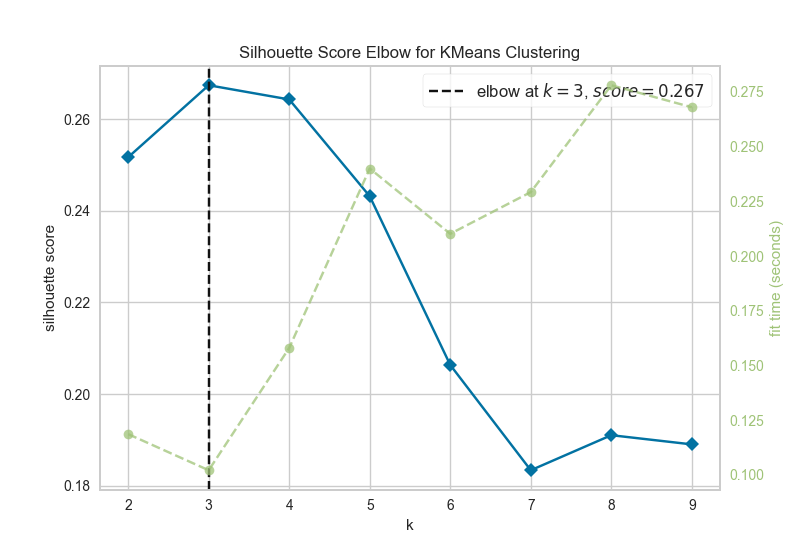 Silhouette Score Elbow for KMeans Clustering
elbow at k = 3, score = 0.267
silhouette score
0.26
0.24
0.22
0.20
0.18
0.275
0.250
0.225
0.200
0.175
0.150
0.125
0.100
fit time (seconds)
2 3 4 5 6 7 8 9
k